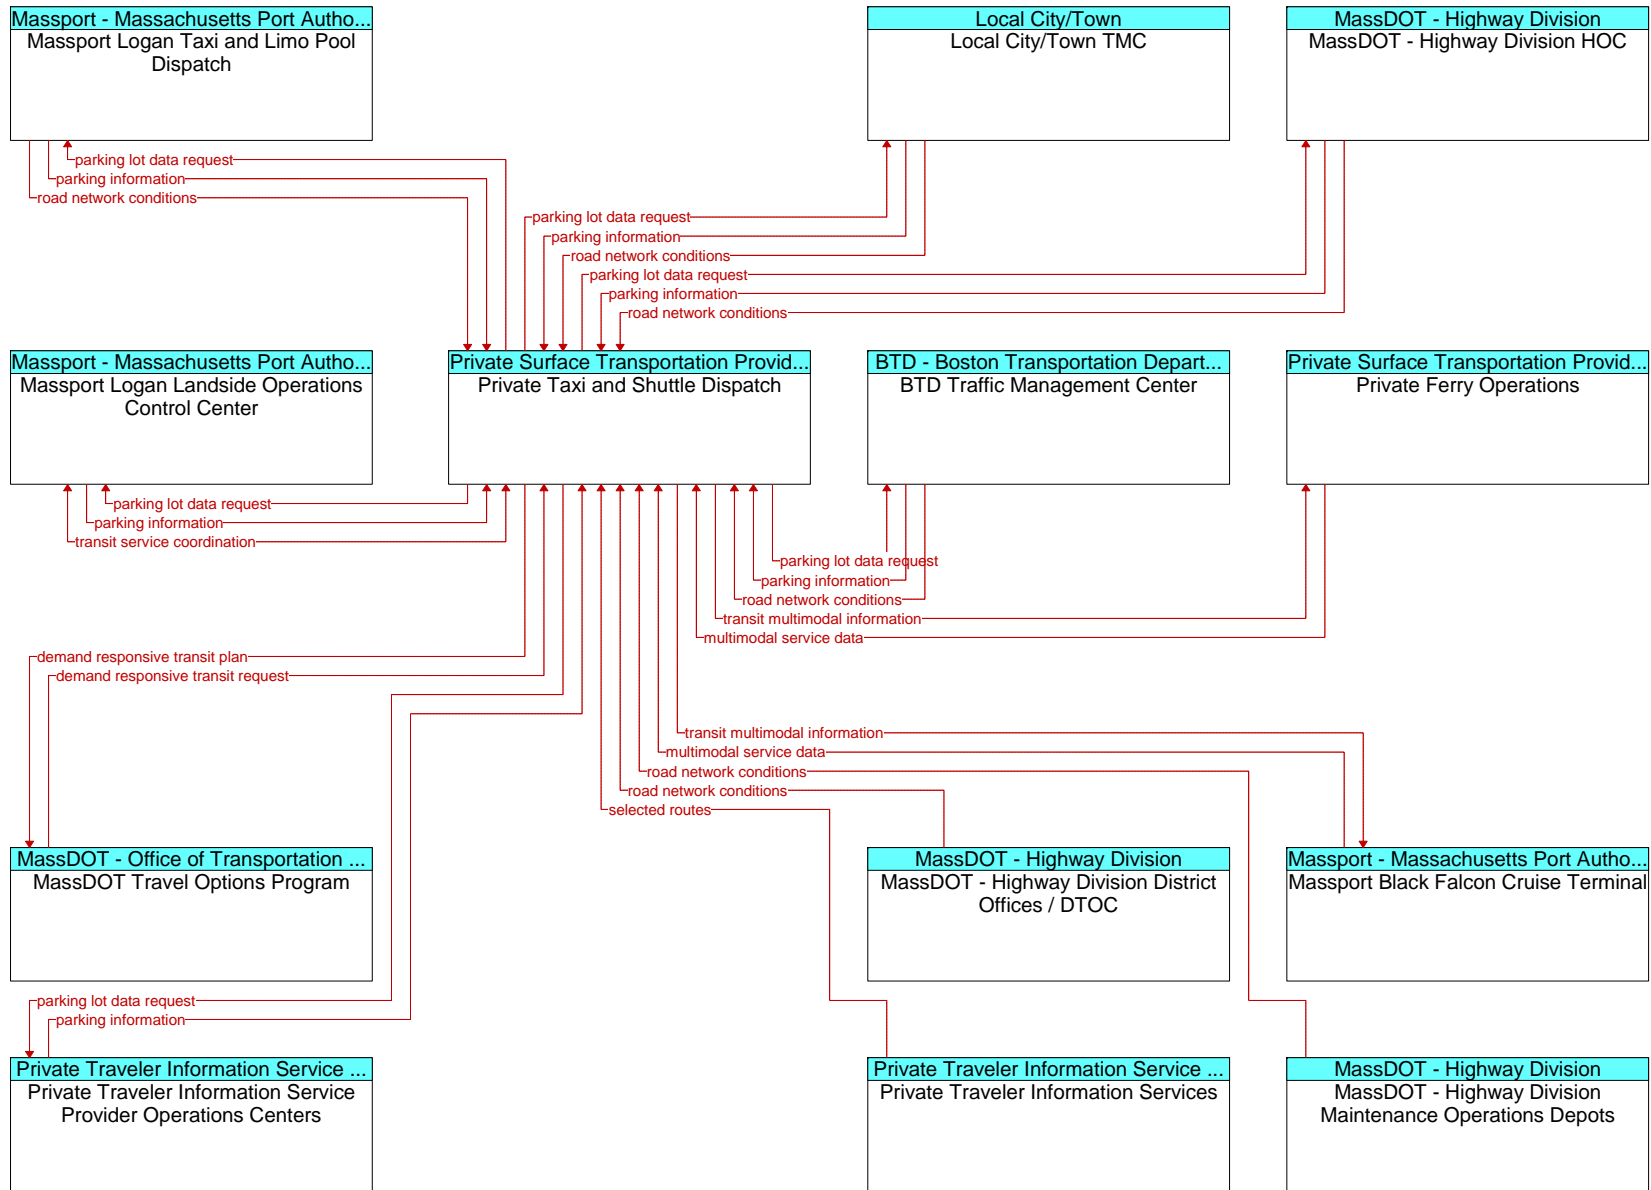 Massport - Massachusetts Port Autho...
Massport Logan Taxi and Limo Pool
Dispatch
Local City/Town
Local City/Town TMC
MassDOT - Highway Division
MassDOT - Highway Division HOC
parking lot data request
parking information
road network conditions
parking lot data request
parking information
road network conditions
parking lot data request
parking information
road network conditions
Massport - Massachusetts Port Autho...
Massport Logan Landside Operations
Control Center
Private Surface Transportation Provid...
Private Taxi and Shuttle Dispatch
BTD - Boston Transportation Depart...
BTD Traffic Management Center
Private Surface Transportation Provid...
Private Ferry Operations
parking lot data request
parking information
transit service coordination
parking lot data request
parking information
road network conditions
transit multimodal information
multimodal service data
demand responsive transit plan
demand responsive transit request
transit multimodal information
multimodal service data
road network conditions
road network conditions
selected routes
MassDOT - Office of Transportation ...
MassDOT Travel Options Program
MassDOT - Highway Division
MassDOT - Highway Division District
Offices / DTOC
Massport - Massachusetts Port Autho...
Massport Black Falcon Cruise Terminal
parking lot data request
parking information
Private Traveler Information Service ...
Private Traveler Information Service
Provider Operations Centers
Private Traveler Information Service ...
Private Traveler Information Services
MassDOT - Highway Division
MassDOT - Highway Division
Maintenance Operations Depots